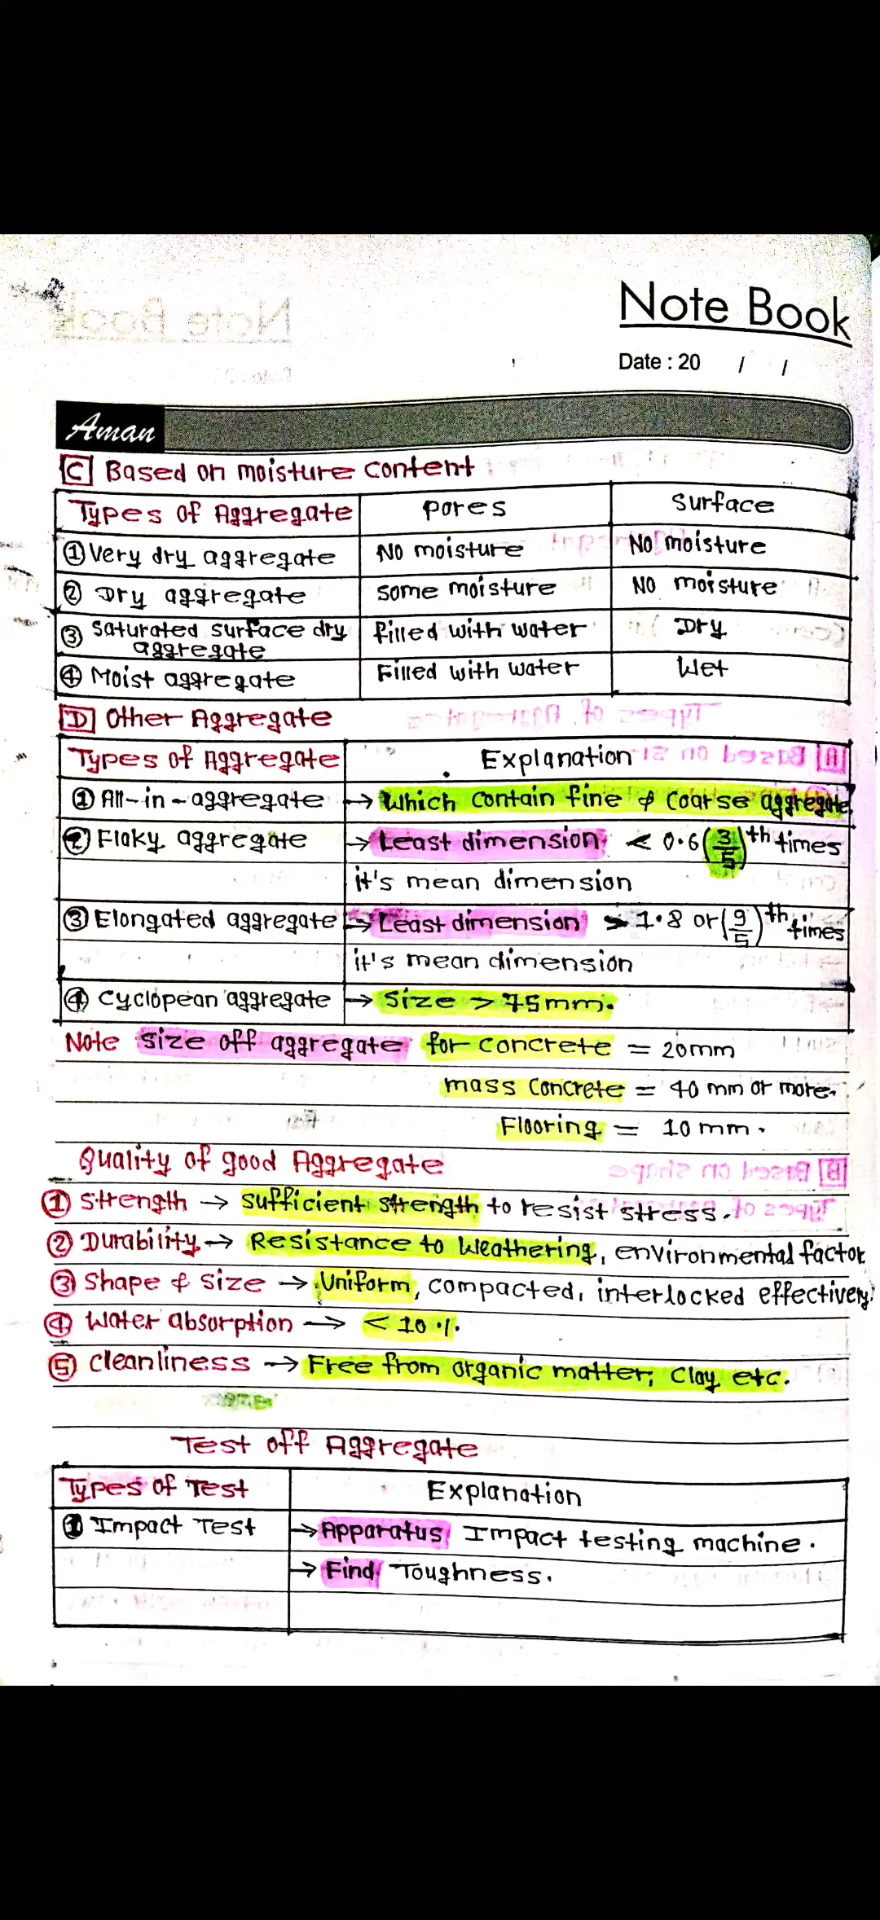 Note Book
Date : 20 / /
Aman
C Based on moisture content
Types of Aggregate pores surface
① Very dry aggregate No moisture No moisture
② Dry aggregate some moisture No moisture
③ Saturated surface dry aggregate filled with water Dry
④ Moist aggregate Filled with water Wet
D Other Aggregate
Types of Aggregate Explanation
① All-in-aggregate → Which contain fine & coarse aggregate
② Flaky aggregate → Least dimension < 0.6 (3/5)th times
it's mean dimension
③ Elongated aggregate → Least dimension > 1.8 or (9/5)th times
it's mean dimension
④ Cyclopean aggregate → Size > 75mm.
Note size off aggregate for concrete = 20mm
mass concrete = 40 mm or more.
Flooring = 10 mm.
Quality of good Aggregate
① Strength → sufficient strength to resist stress.
② Durability → Resistance to Weathering, environmental factor
③ Shape & size → Uniform, compacted, interlocked effectively
④ Water absorption → < 10 %.
⑤ cleanliness → Free from organic matter, clay etc.
Test off Aggregate
Types of Test Explanation
① Impact Test → Apparatus Impact testing machine.
→ Find Toughness.